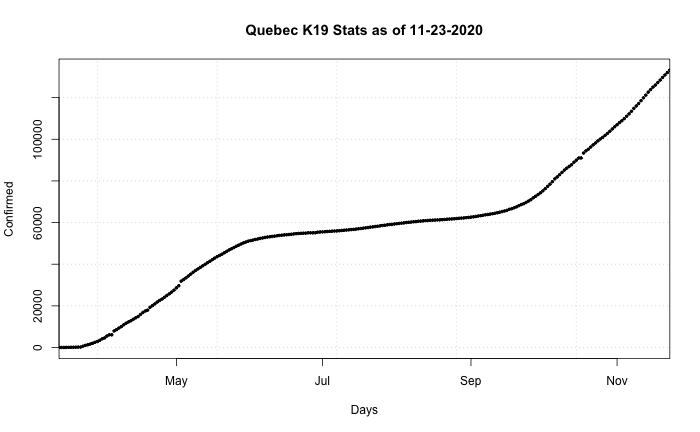 Quebec K19 Stats as of 11-23-2020
Confirmed
100000
60000
20000
0
May Jul Sep Nov
Days